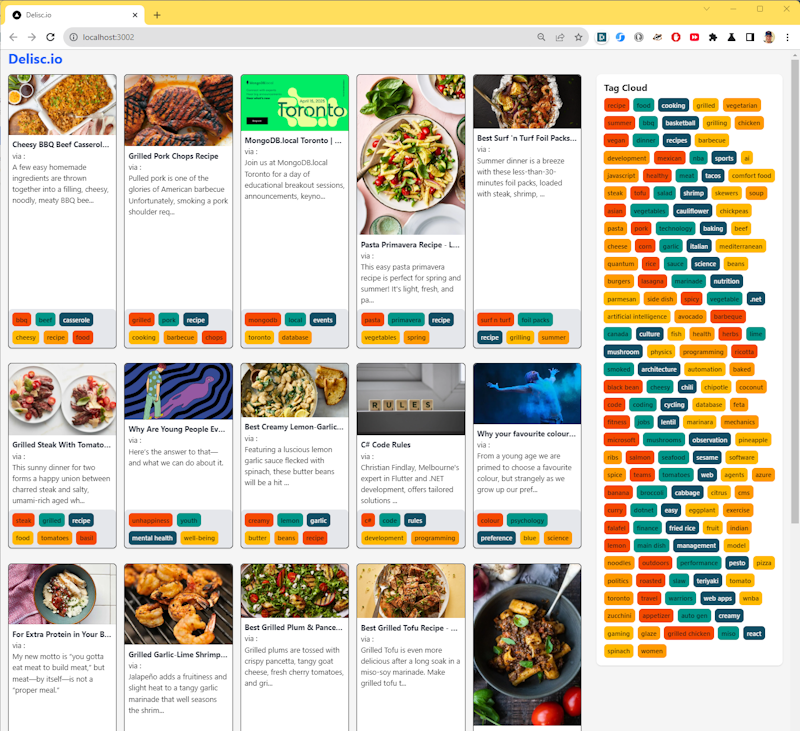 Delisc.io
localhost:3002
Delisc.io
Cheesy BBQ Beef Casserol...
via :
A few easy homemade
ingredients are thrown
together into a filling, cheesy,
noodly, meaty BBQ bee...
bbq beef casserole
cheesy recipe food
Grilled Pork Chops Recipe
via :
Pulled pork is one of the
glories of American barbecue
Unfortunately, smoking a pork
shoulder req...
grilled pork recipe
cooking barbecue chops
MongoDB.local Toronto | ...
via :
Join us at MongoDB.local
Toronto for a day of
educational breakout sessions,
announcements, keyno...
mongodb local events
toronto database
Toronto
Pasta Primavera Recipe - L...
via :
This easy pasta primavera
recipe is perfect for spring and
summer! It's light, fresh, and
pa...
pasta primavera recipe
vegetables spring
Best Surf 'n Turf Foil Packs...
via :
Summer dinner is a breeze
with these less-than-30-
minutes foil packs, loaded
with steak, shrimp, ...
surf n turf foil packs
recipe grilling summer
Grilled Steak With Tomato...
via :
This sunny dinner for two
forms a happy union between
charred steak and salty,
umami-rich aged wh...
steak grilled recipe
food tomatoes basil
Why Are Young People Ev...
via :
Here's the answer to that—
and what we can do about it.
unhappiness youth
mental health well-being
Best Creamy Lemon-Garlic...
via :
Featuring a luscious lemon
garlic sauce flecked with
spinach, these butter beans
will be a hit ...
creamy lemon garlic
butter beans recipe
RULES
C# Code Rules
via :
Christian Findlay, Melbourne's
expert in Flutter and .NET
development, offers tailored
solutions ...
c# code rules
development programming
Why your favourite colour...
via :
From a young age we are
primed to choose a favourite
colour, but strangely as we
grow up our pref...
colour psychology
preference blue science
For Extra Protein in Your B...
via :
My new motto is "you gotta
eat meat to build meat," but
meat—by itself—is not a
"proper meal."
Grilled Garlic-Lime Shrimp...
via :
Jalapeño adds a fruitiness and
slight heat to a tangy garlic
marinade that well seasons
the shrim...
Best Grilled Plum & Pance...
via :
Grilled plums are tossed with
crispy pancetta, tangy goat
cheese, fresh cherry tomatoes,
and gri...
Best Grilled Tofu Recipe - ...
via :
Grilled Tofu is even more
delicious after a long soak in a
miso-soy marinade. Make
grilled tofu t...
Tag Cloud
recipe food cooking grilled vegetarian
summer bbq basketball grilling chicken
vegan dinner recipes barbecue
development mexican nba sports ai
javascript healthy meat tacos comfort food
steak tofu salad shrimp skewers soup
asian vegetables cauliflower chickpeas
pasta pork technology baking beef
cheese corn garlic italian mediterranean
quantum rice sauce science beans
burgers lasagna marinade nutrition
parmesan side dish spicy vegetable .net
artificial intelligence avocado barbeque
canada culture fish health herbs lime
mushroom physics programming ricotta
smoked architecture automation baked
black bean cheesy chili chipotle coconut
code coding cycling database feta
fitness jobs lentil marinara mechanics
microsoft mushrooms observation pineapple
ribs salmon seafood sesame software
spice teams tomatoes web agents azure
banana broccoli cabbage citrus cms
curry dotnet easy eggplant exercise
falafel finance fried rice fruit indian
lemon main dish management model
noodles outdoors performance pesto pizza
politics roasted slaw teriyaki tomato
toronto travel warriors web apps wnba
zucchini appetizer auto gen creamy
gaming glaze grilled chicken miso react
spinach women